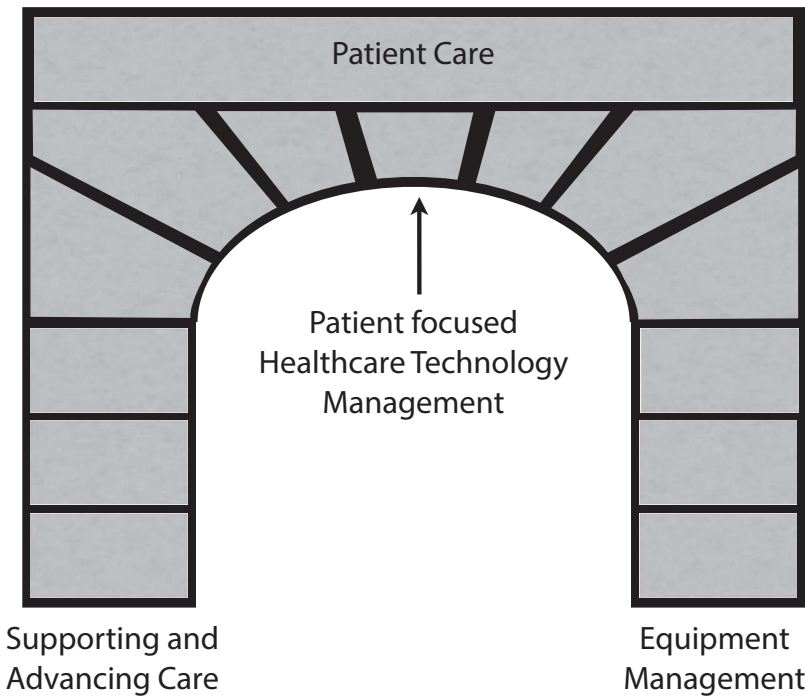 Patient Care
Patient focused
Healthcare Technology
Management
Supporting and
Advancing Care
Equipment
Management